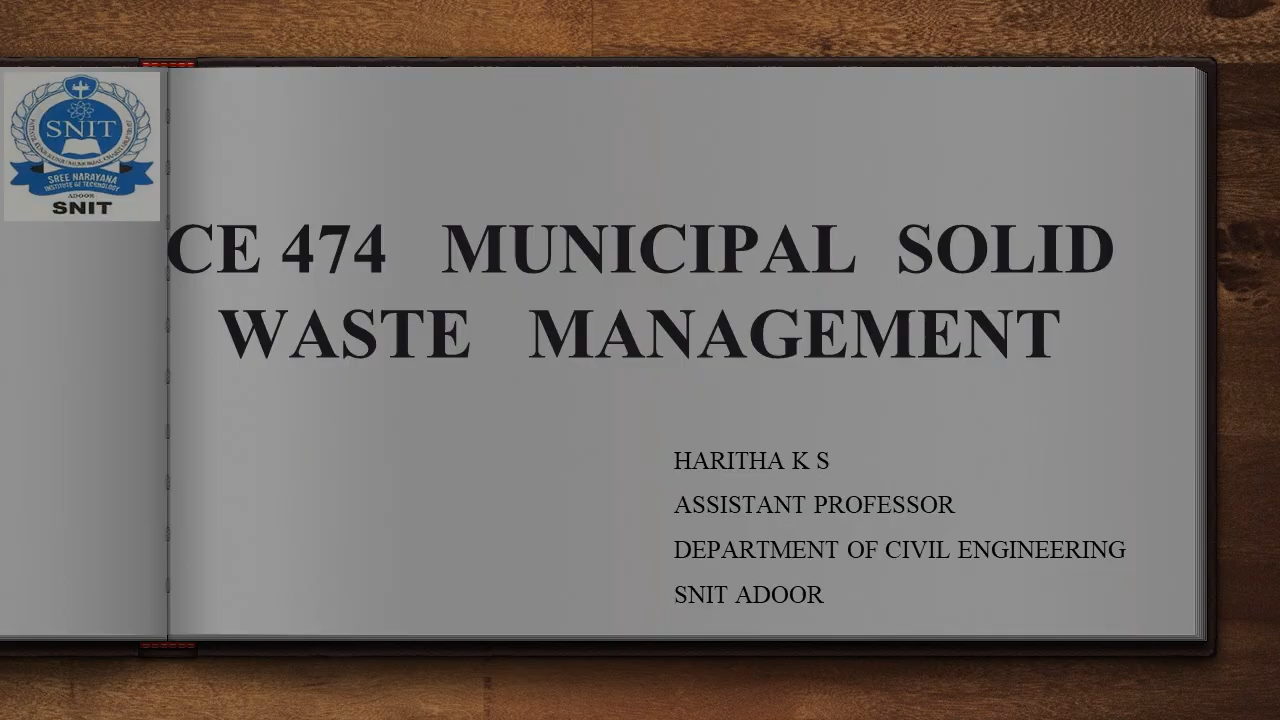 SNIT
SREE NARAYANA
INSTITUTE OF TECHNOLOGY
ADOOR
SNIT
CE 474 MUNICIPAL SOLID
WASTE MANAGEMENT
HARITHA K S
ASSISTANT PROFESSOR
DEPARTMENT OF CIVIL ENGINEERING
SNIT ADOOR